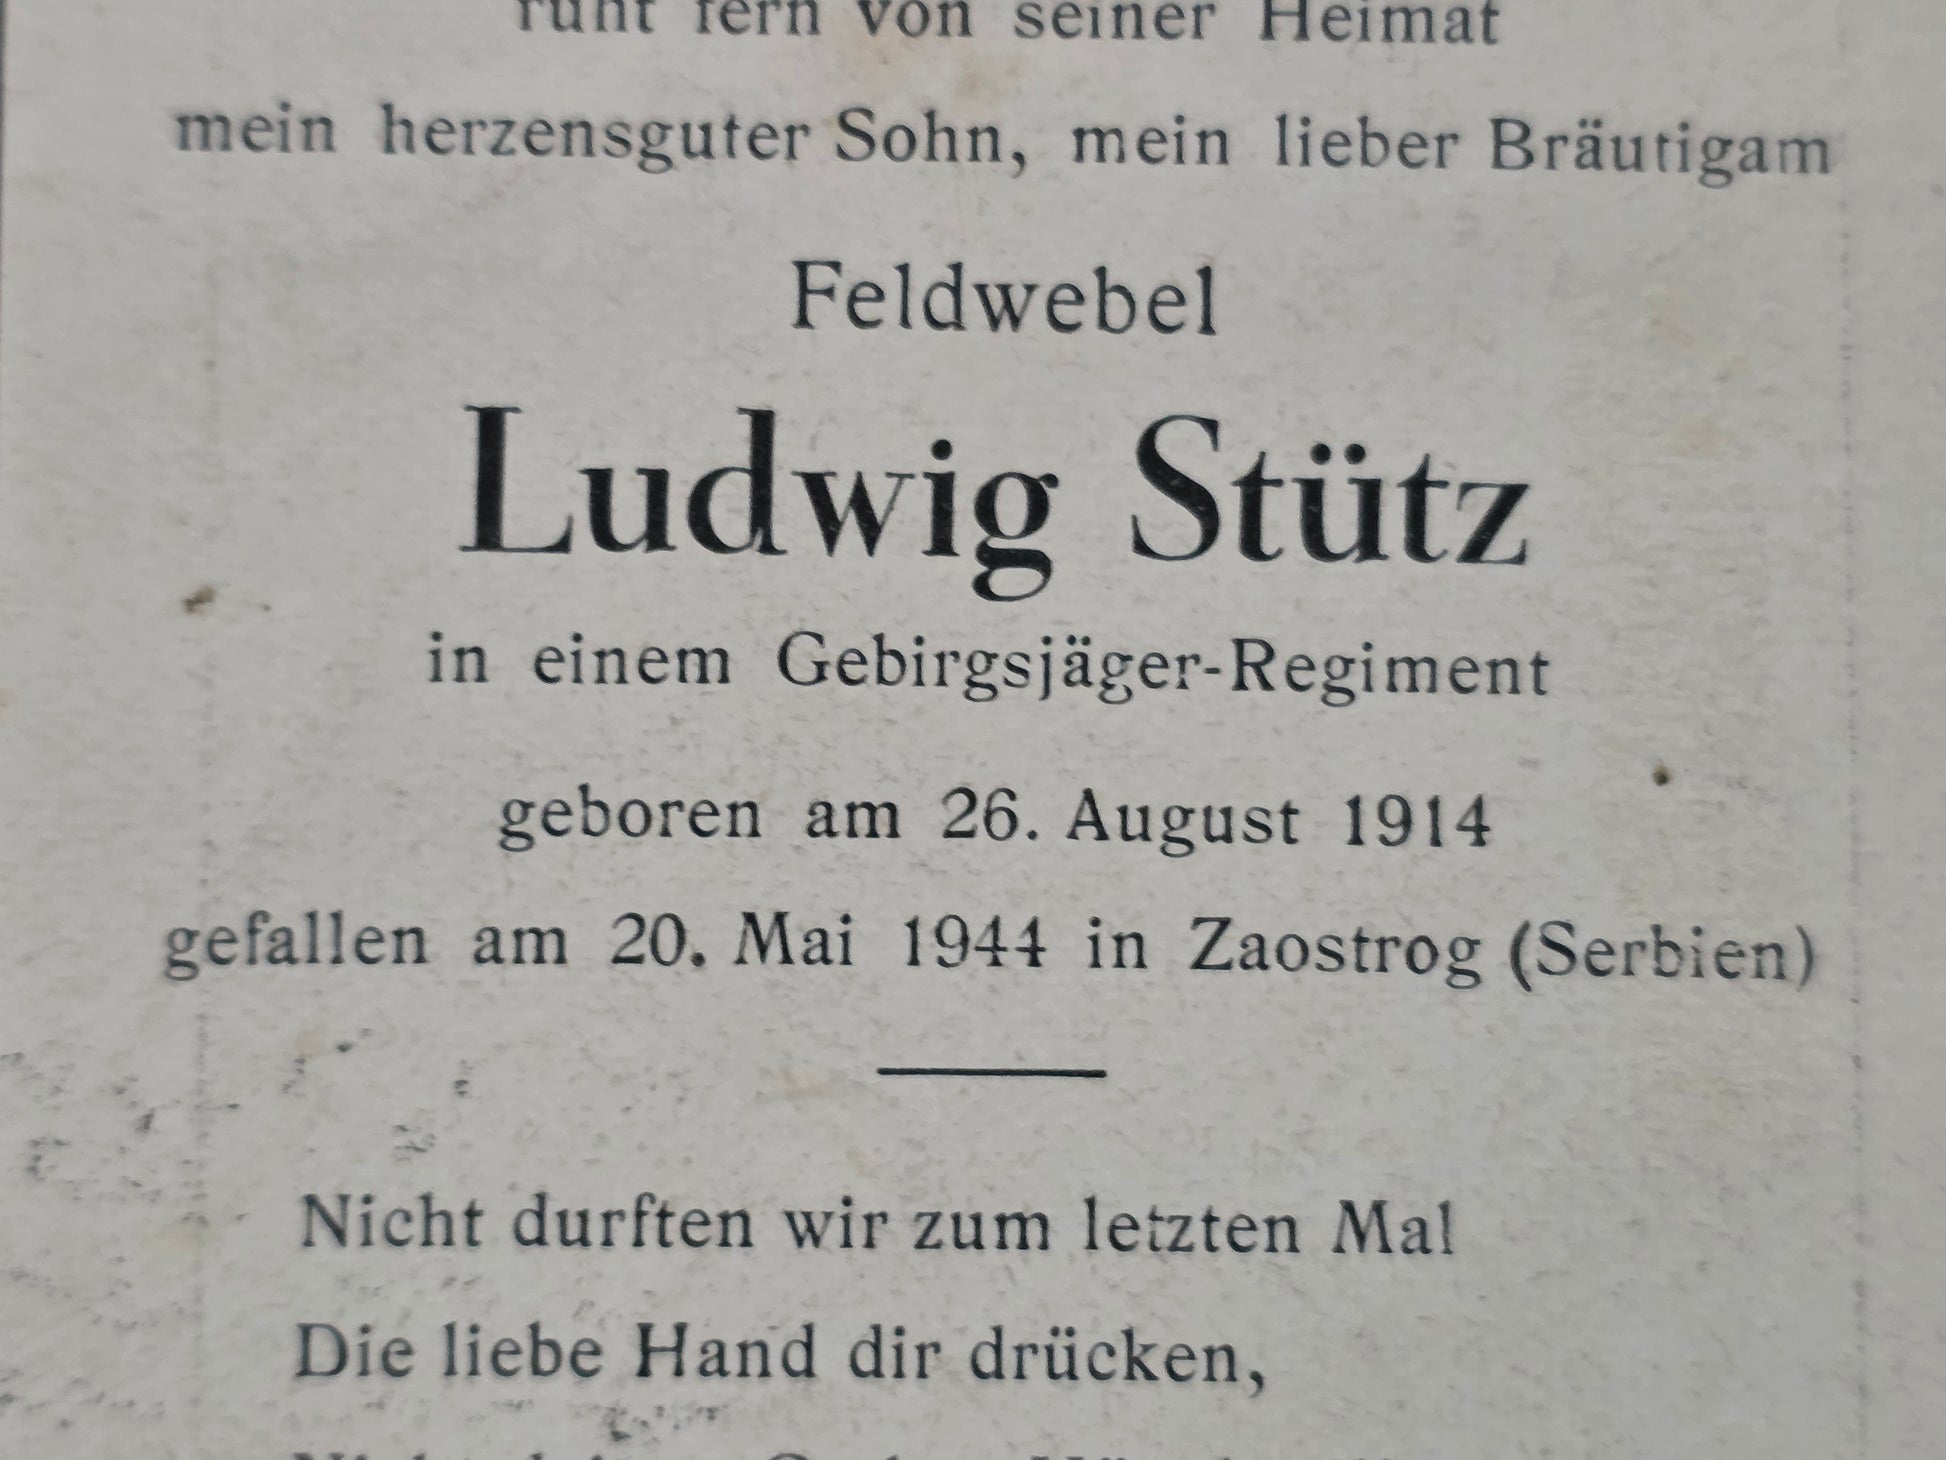 ruht fern von seiner Heimat
mein herzensguter Sohn, mein lieber Bräutigam
Feldwebel
Ludwig Stütz
in einem Gebirgsjäger-Regiment
geboren am 26. August 1914
gefallen am 20. Mai 1944 in Zaostrog (Serbien)
Nicht durften wir zum letzten Mal
Die liebe Hand dir drücken,